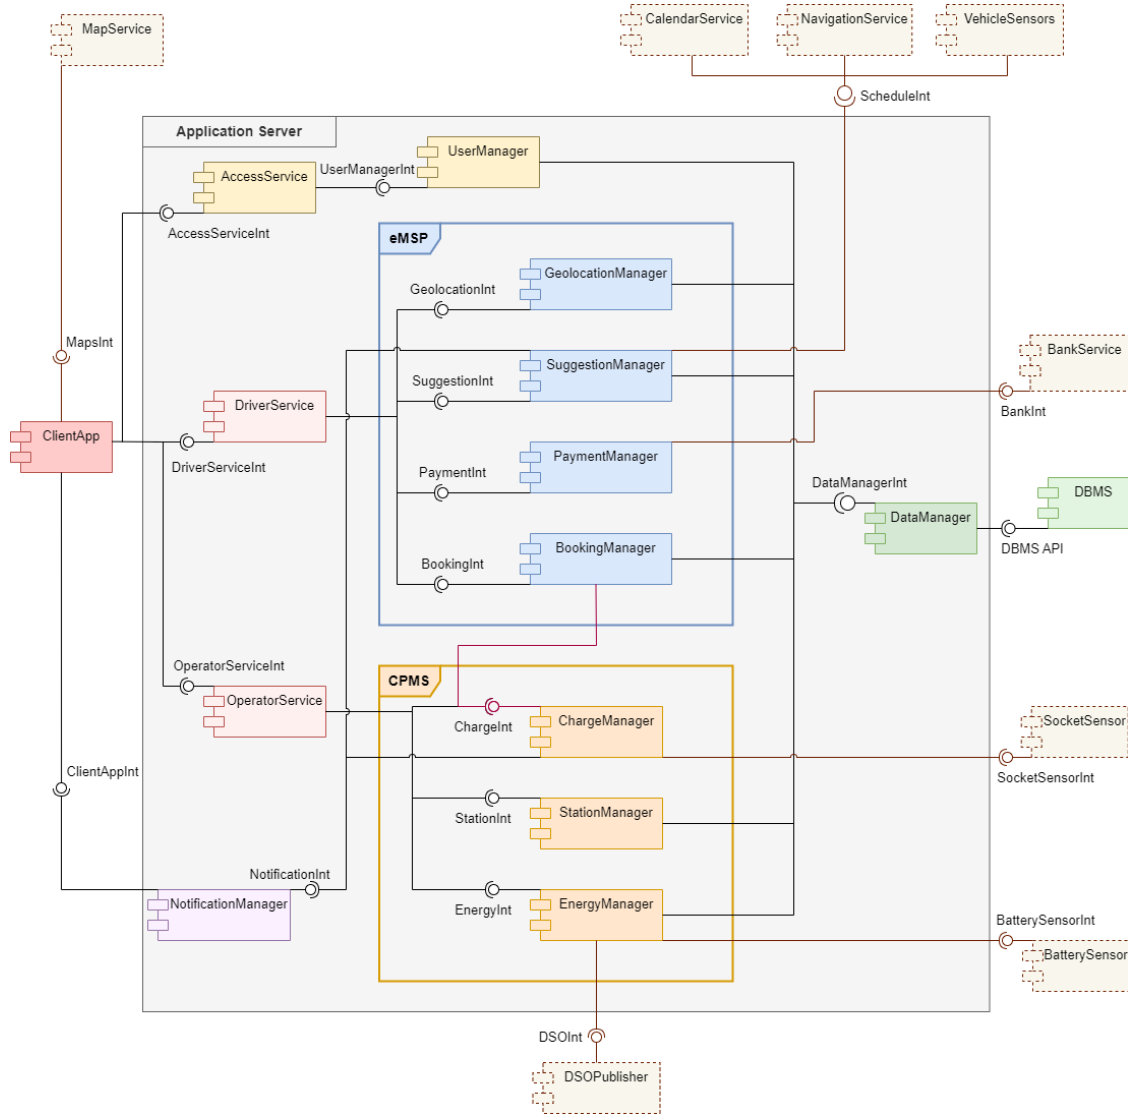 MapService
CalendarService
NavigationService
VehicleSensors
ScheduleInt
Application Server
UserManager
UserManagerInt
AccessService
AccessServiceInt
eMSP
GeolocationManager
GeolocationInt
MapsInt
BankService
SuggestionManager
SuggestionInt
DriverService
BankInt
ClientApp
DriverServiceInt
PaymentManager
PaymentInt
DataManagerInt
DBMS
DataManager
BookingManager
DBMS API
BookingInt
OperatorServiceInt
CPMS
OperatorService
ChargeManager
SocketSensor
ChargeInt
ClientAppInt
SocketSensorInt
StationManager
StationInt
NotificationInt
NotificationManager
EnergyManager
EnergyInt
BatterySensorInt
BatterySensor
DSOInt
DSOPublisher